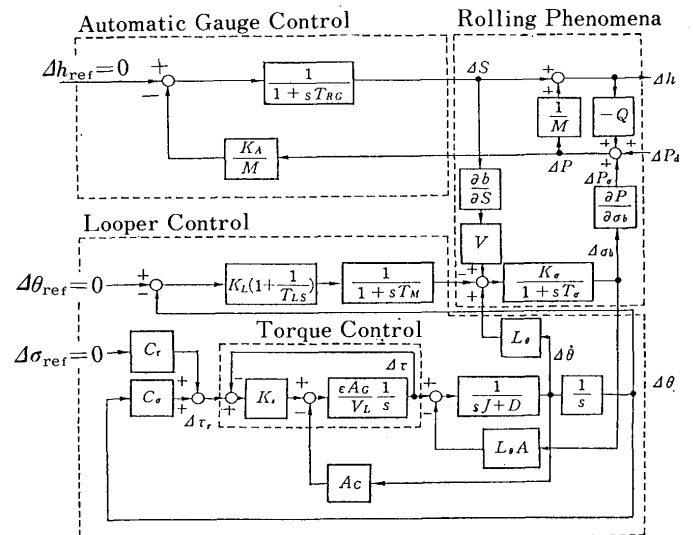 Automatic Gauge Control
Rolling Phenomena
Δh_ref=0
+
−
1
1+sT_RG
ΔS
+
+
Δh
1
M
−Q
K_A
M
ΔP
+
+
+
ΔP_d
∂b
∂S
ΔP_σ
∂P
∂σ_b
Looper Control
V
Δσ_b
Δθ_ref=0
+
−
K_L(1+1/T_LS)
1
1+sT_M
−
+
+
K_σ
1+sT_σ
Torque Control
L_θ
Δσ_ref=0
C_τ
Δτ
Δθ̇
Δθ
C_σ
+
+
Δτ_r
−
+
K_s
+
−
εA_G
V_L
1
s
+
−
1
sJ+D
1
s
L_θA
A_C